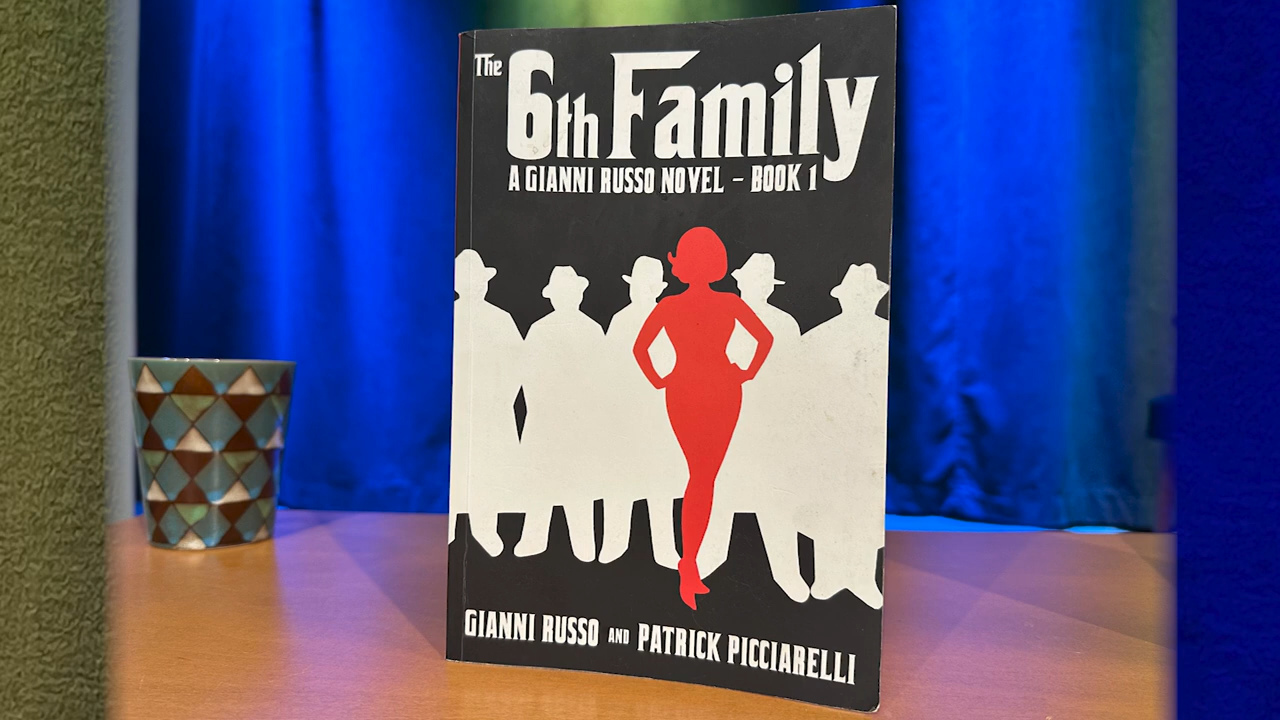 The
6th Family
A GIANNI RUSSO NOVEL – BOOK 1
GIANNI RUSSO AND PATRICK PICCIARELLI